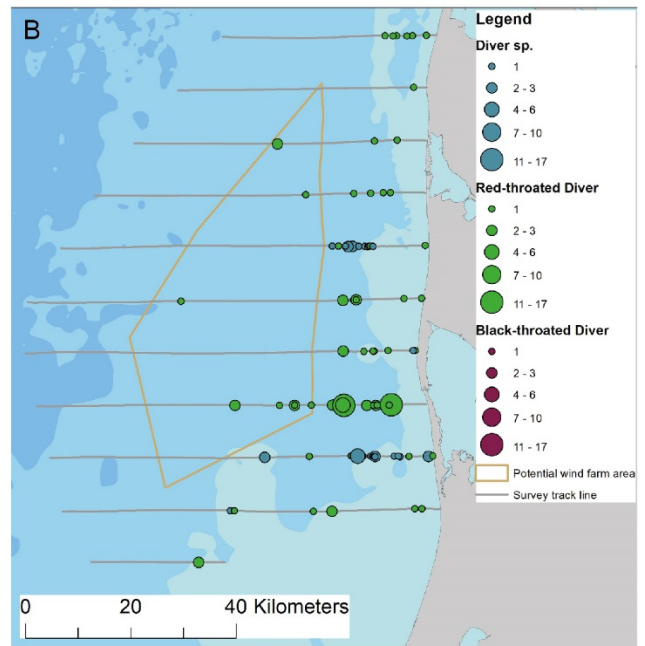 B
Legend
Diver sp.
1
2 - 3
4 - 6
7 - 10
11 - 17
Red-throated Diver
1
2 - 3
4 - 6
7 - 10
11 - 17
Black-throated Diver
1
2 - 3
4 - 6
7 - 10
11 - 17
Potential wind farm area
Survey track line
0 20 40 Kilometers